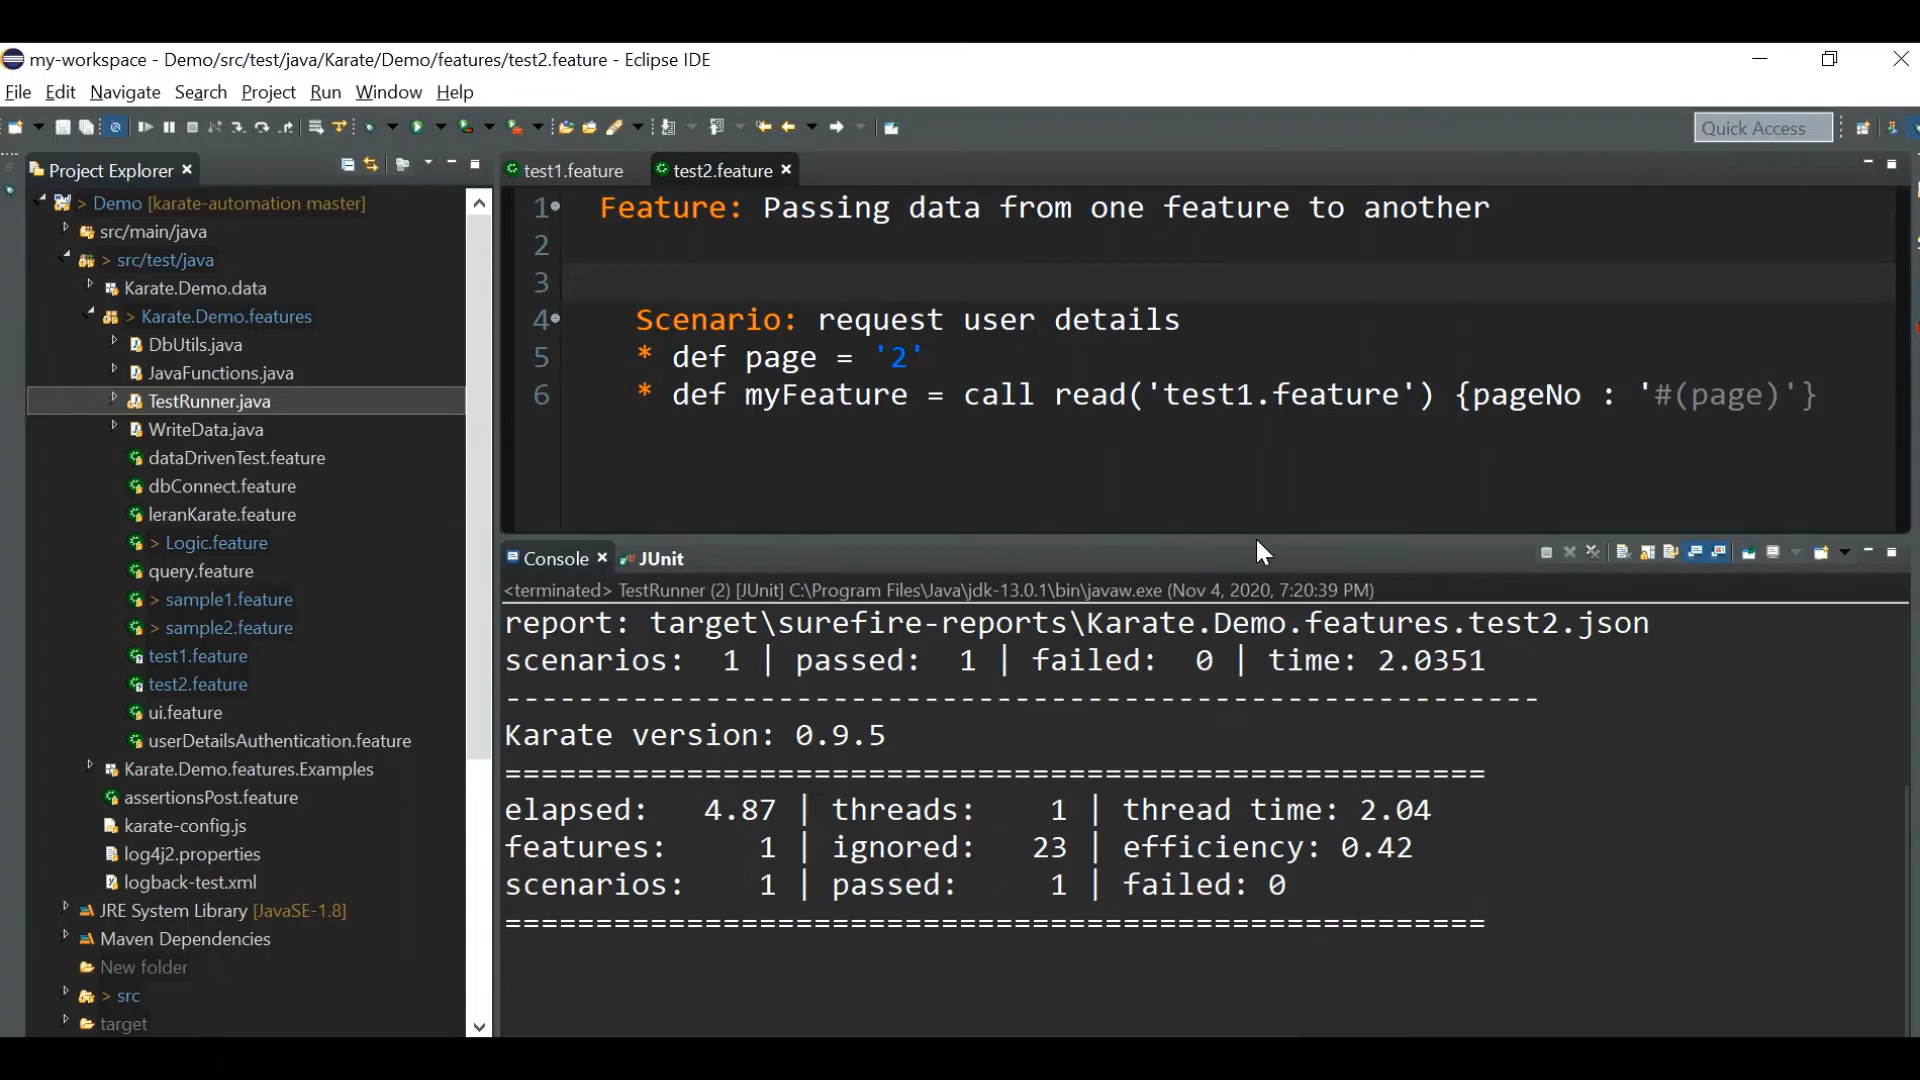 my-workspace - Demo/src/test/java/Karate/Demo/features/test2.feature - Eclipse IDE
File Edit Navigate Search Project Run Window Help
Quick Access
Project Explorer
> Demo [karate-automation master]
src/main/java
> src/test/java
Karate.Demo.data
> Karate.Demo.features
DbUtils.java
JavaFunctions.java
TestRunner.java
WriteData.java
dataDrivenTest.feature
dbConnect.feature
leranKarate.feature
> Logic.feature
query.feature
> sample1.feature
> sample2.feature
test1.feature
test2.feature
ui.feature
userDetailsAuthentication.feature
Karate.Demo.features.Examples
assertionsPost.feature
karate-config.js
log4j2.properties
logback-test.xml
JRE System Library [JavaSE-1.8]
Maven Dependencies
New folder
> src
target
test1.feature test2.feature
1 Feature: Passing data from one feature to another
2
3
4 Scenario: request user details
5 * def page = '2'
6 * def myFeature = call read('test1.feature') {pageNo : '#(page)'}
Console JUnit
<terminated> TestRunner (2) [JUnit] C:\Program Files\Java\jdk-13.0.1\bin\javaw.exe (Nov 4, 2020, 7:20:39 PM)
report: target\surefire-reports\Karate.Demo.features.test2.json
scenarios: 1 | passed: 1 | failed: 0 | time: 2.0351
---------------------------------------------------------
Karate version: 0.9.5
======================================================
elapsed: 4.87 | threads: 1 | thread time: 2.04
features: 1 | ignored: 23 | efficiency: 0.42
scenarios: 1 | passed: 1 | failed: 0
======================================================